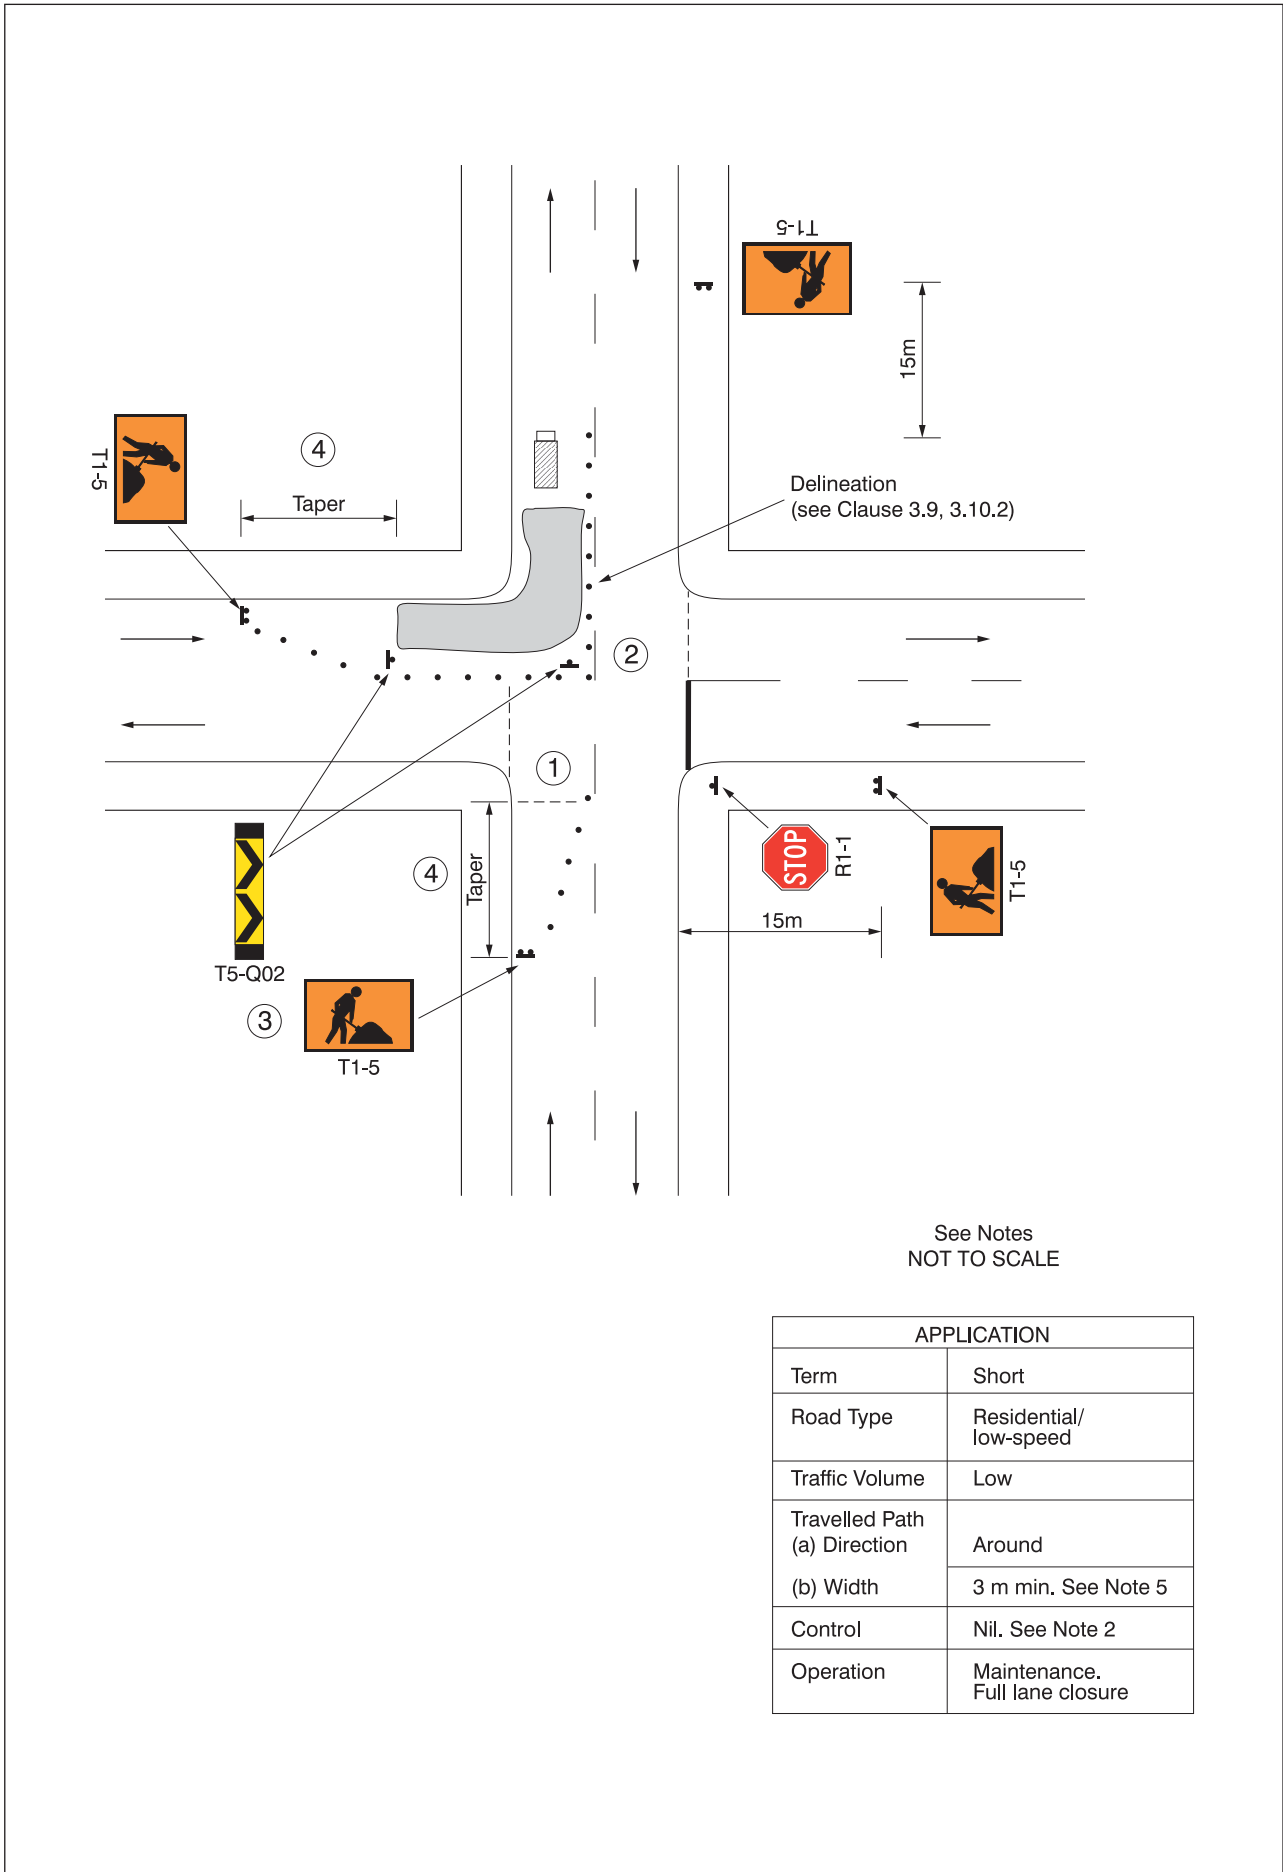 T1-5
15m
T1-5
4
Taper
Delineation
(see Clause 3.9, 3.10.2)
2
1
4
Taper
STOP
R1-1
T1-5
15m
T5-Q02
3
T1-5
See Notes
NOT TO SCALE
APPLICATION
Term Short
Road Type Residential/
low-speed
Traffic Volume Low
Travelled Path
(a) Direction Around
(b) Width 3 m min. See Note 5
Control Nil. See Note 2
Operation Maintenance.
Full lane closure